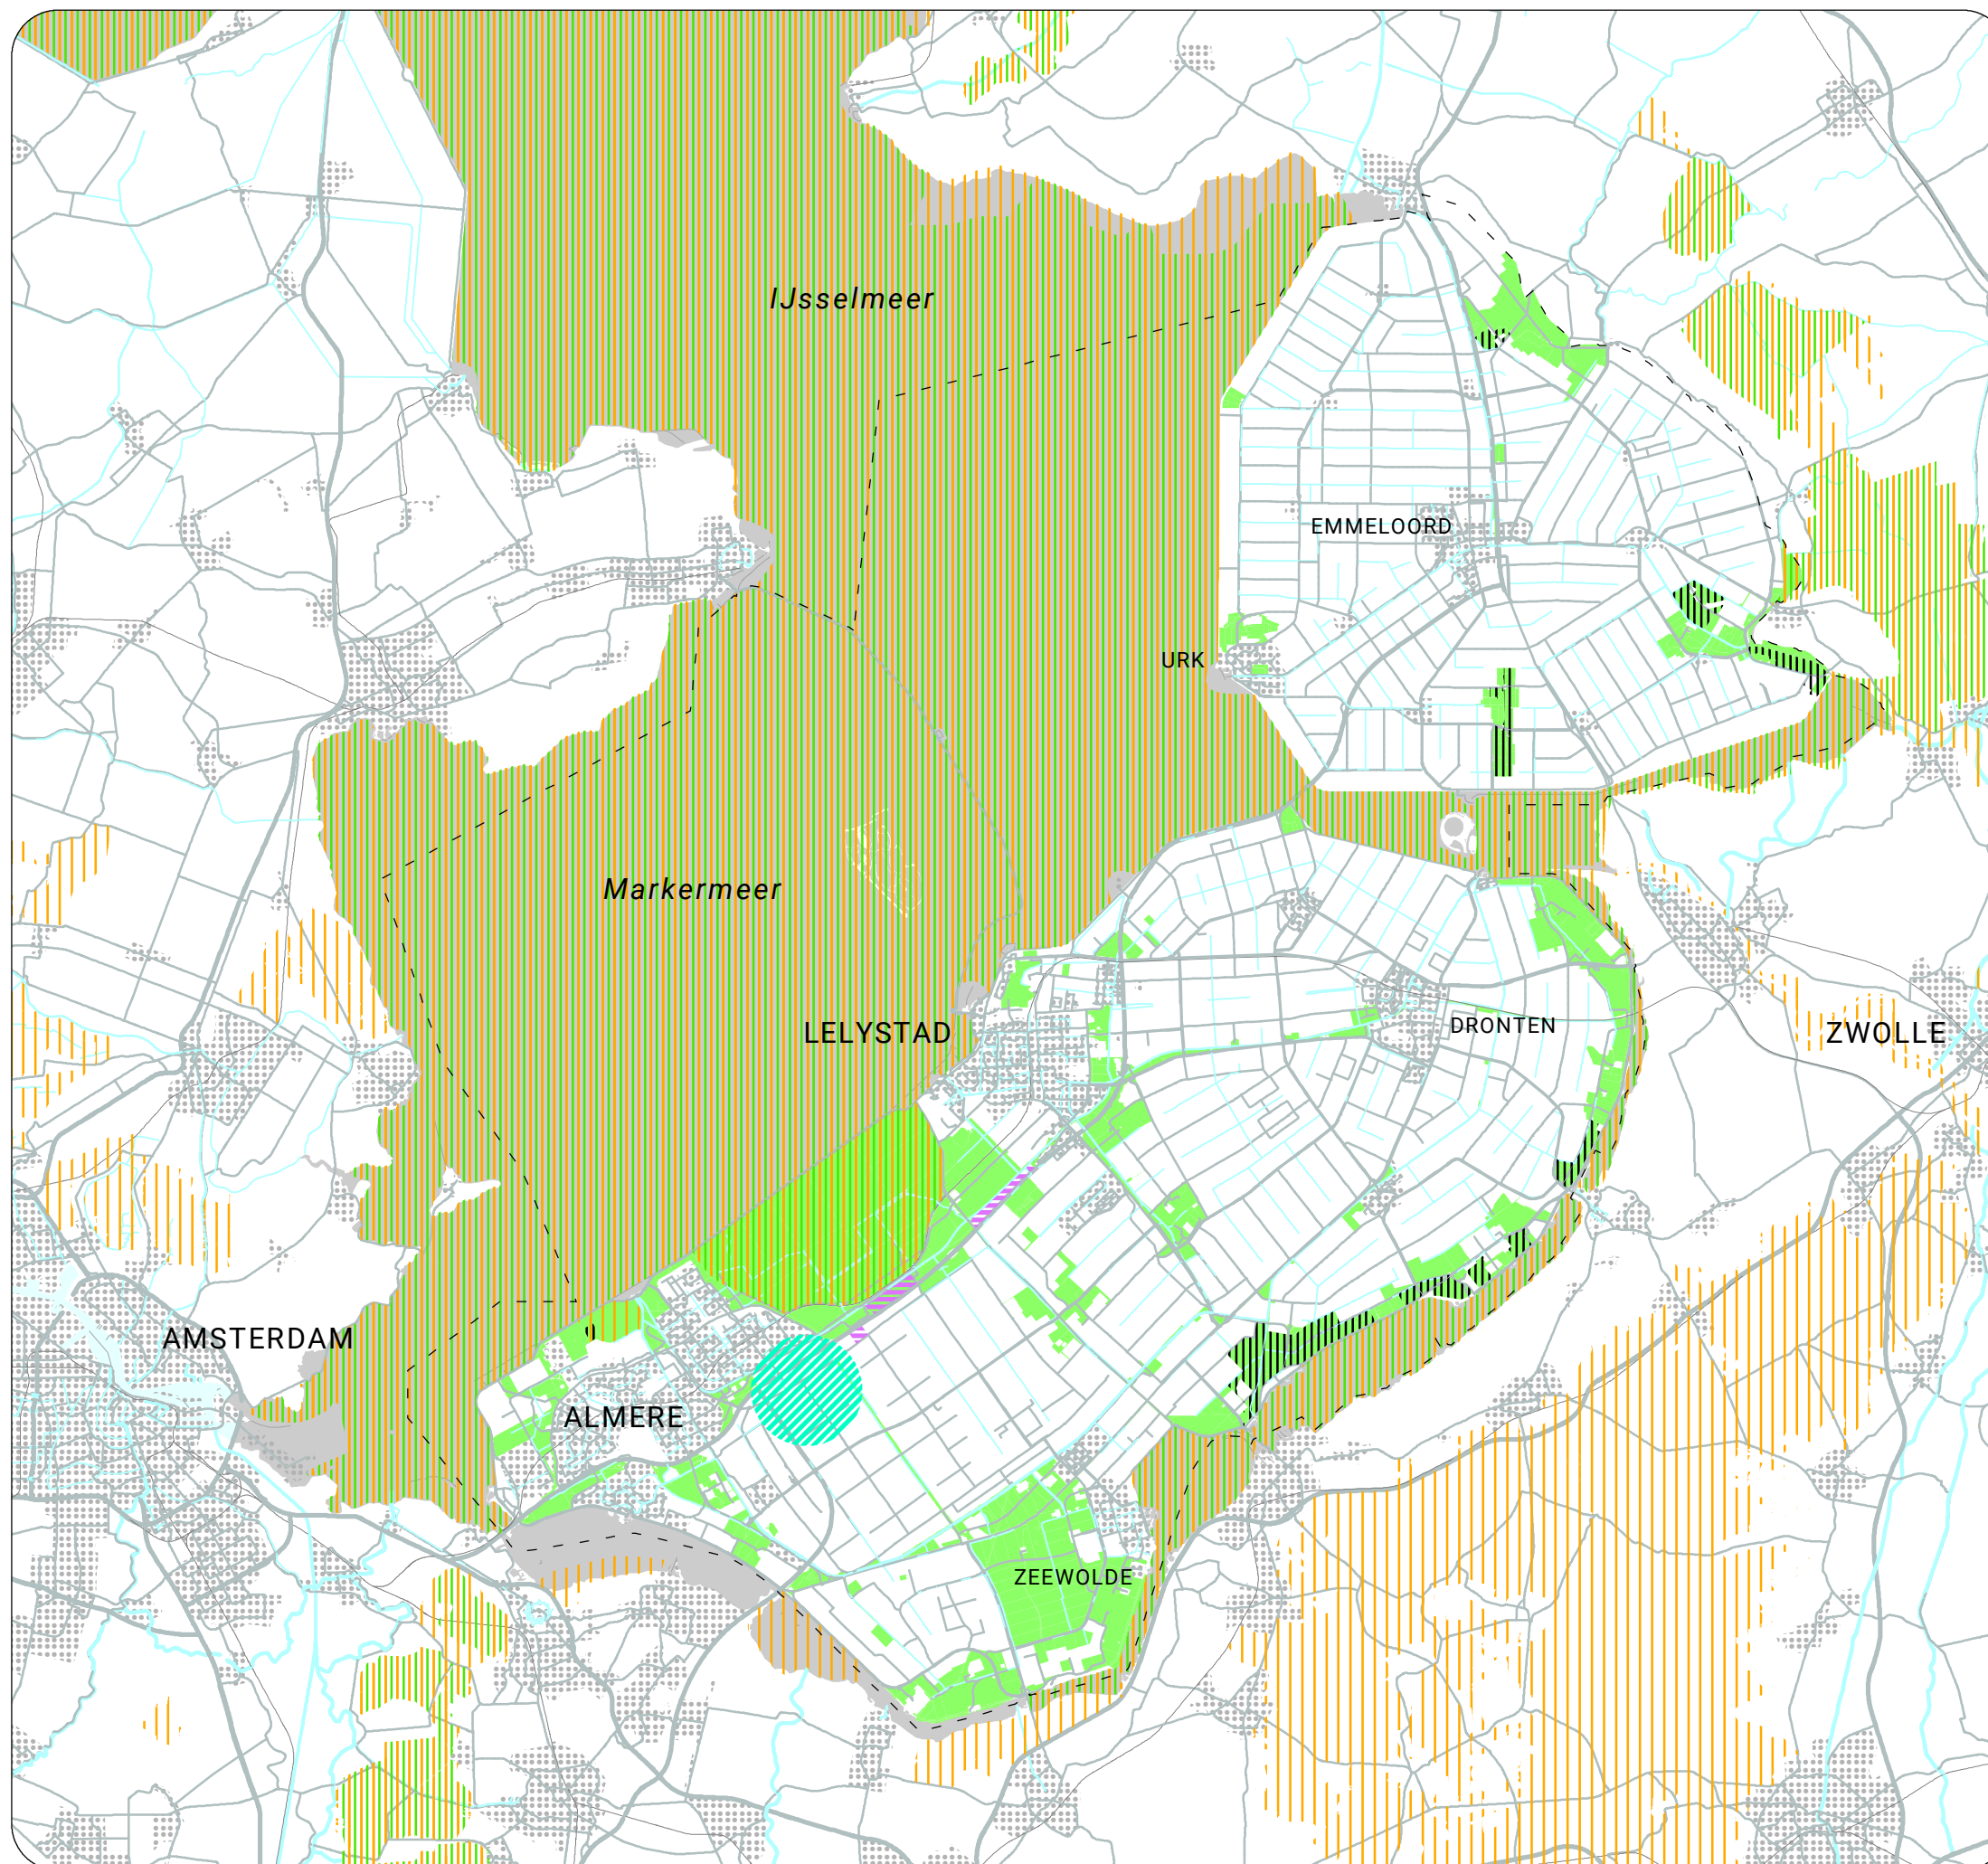 IJsselmeer
EMMELOORD
URK
Markermeer
LELYSTAD
DRONTEN
ZWOLLE
AMSTERDAM
ALMERE
ZEEWOLDE